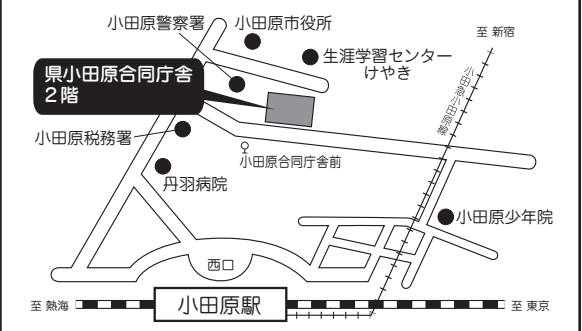 小田原警察署
小田原市役所
至 新宿
生涯学習センター
けやき
小田急小田原線
県小田原合同庁舎
2階
小田原税務署
小田原合同庁舎前
丹羽病院
小田原少年院
西口
至 熱海
小田原駅
至 東京